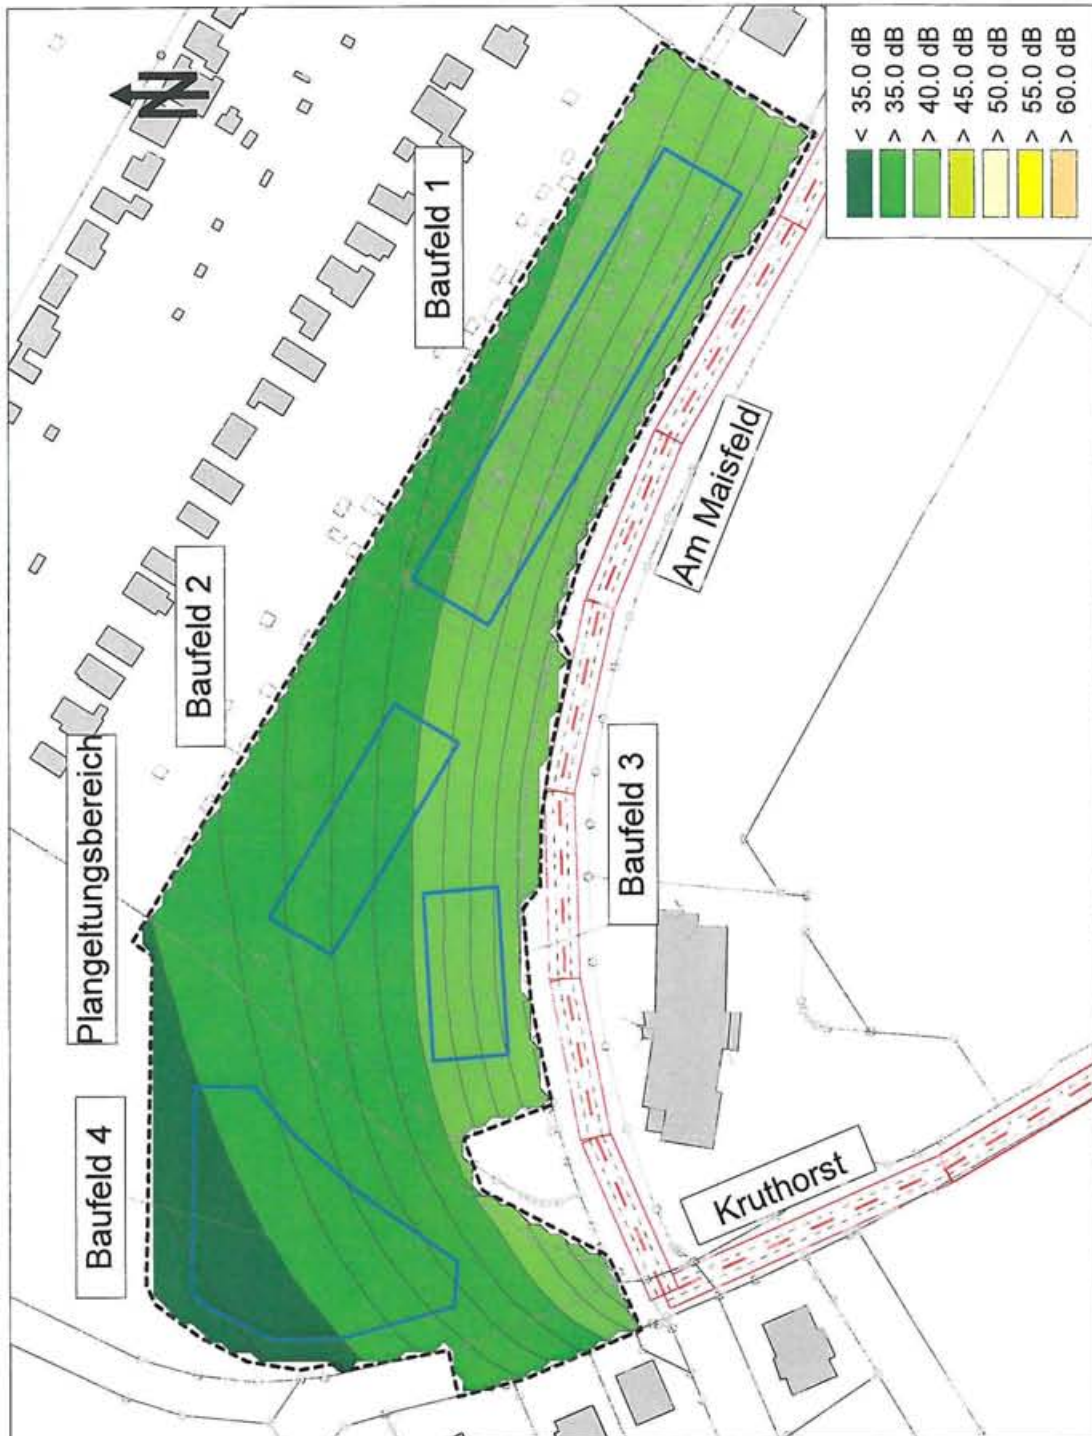 N
Plangeltungsbereich
Baufeld 4
Baufeld 2
Baufeld 1
Baufeld 3
Am Maisfeld
Kruthorst
< 35.0 dB
> 35.0 dB
> 40.0 dB
> 45.0 dB
> 50.0 dB
> 55.0 dB
> 60.0 dB